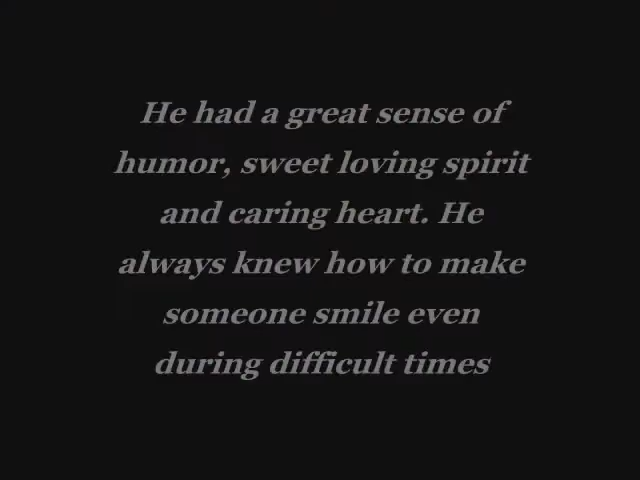 He had a great sense of
humor, sweet loving spirit
and caring heart. He
always knew how to make
someone smile even
during difficult times